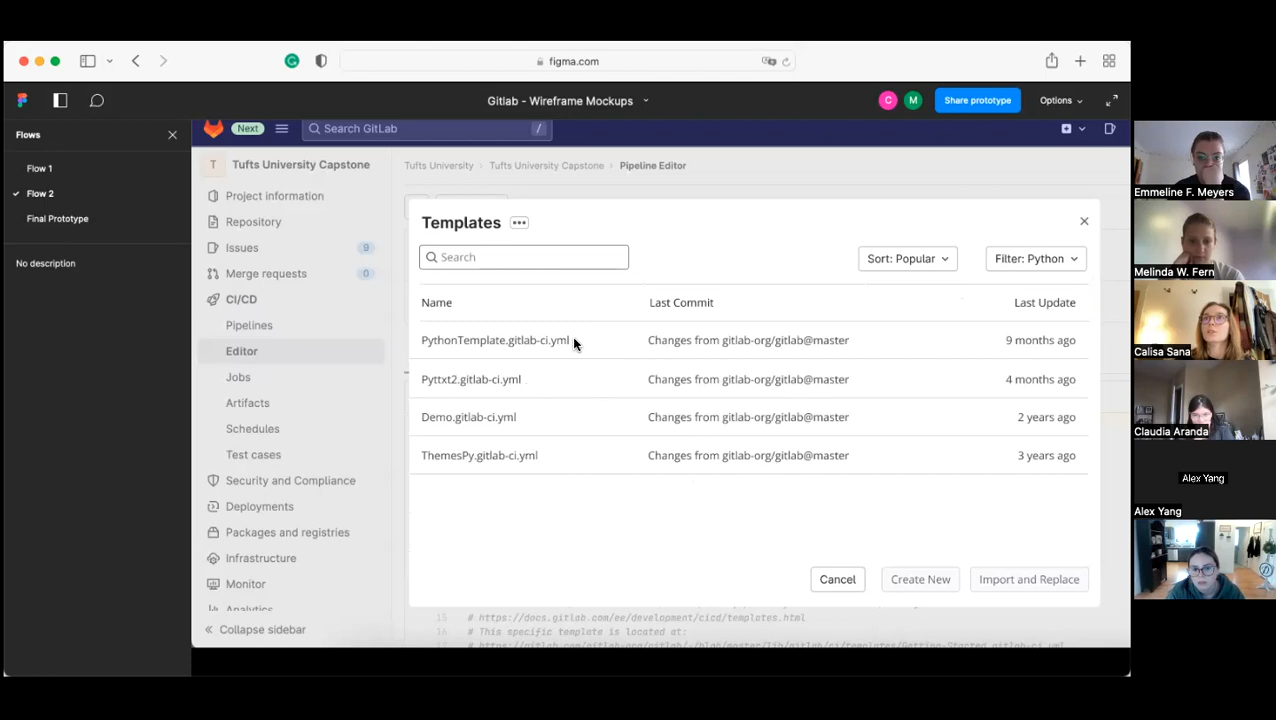 figma.com
Gitlab - Wireframe Mockups
C
M
Share prototype
Options
Flows
Flow 1
Flow 2
Final Prototype
No description
Next
Search GitLab
/
T
Tufts University Capstone
Project information
Repository
Issues
9
Merge requests
0
CI/CD
Pipelines
Editor
Jobs
Artifacts
Schedules
Test cases
Security and Compliance
Deployments
Packages and registries
Infrastructure
Monitor
Analytics
Collapse sidebar
Tufts University
Tufts University Capstone
Pipeline Editor
Templates
Search
Sort: Popular
Filter: Python
Name Last Commit Last Update
PythonTemplate.gitlab-ci.yml Changes from gitlab-org/gitlab@master 9 months ago
Pyttxt2.gitlab-ci.yml Changes from gitlab-org/gitlab@master 4 months ago
Demo.gitlab-ci.yml Changes from gitlab-org/gitlab@master 2 years ago
ThemesPy.gitlab-ci.yml Changes from gitlab-org/gitlab@master 3 years ago
Cancel
Create New
Import and Replace
15 # https://docs.gitlab.com/ee/development/cicd/templates.html
16 # This specific template is located at:
Emmeline F. Meyers
Melinda W. Fern
Calisa Sana
Claudia Aranda
Alex Yang
Alex Yang